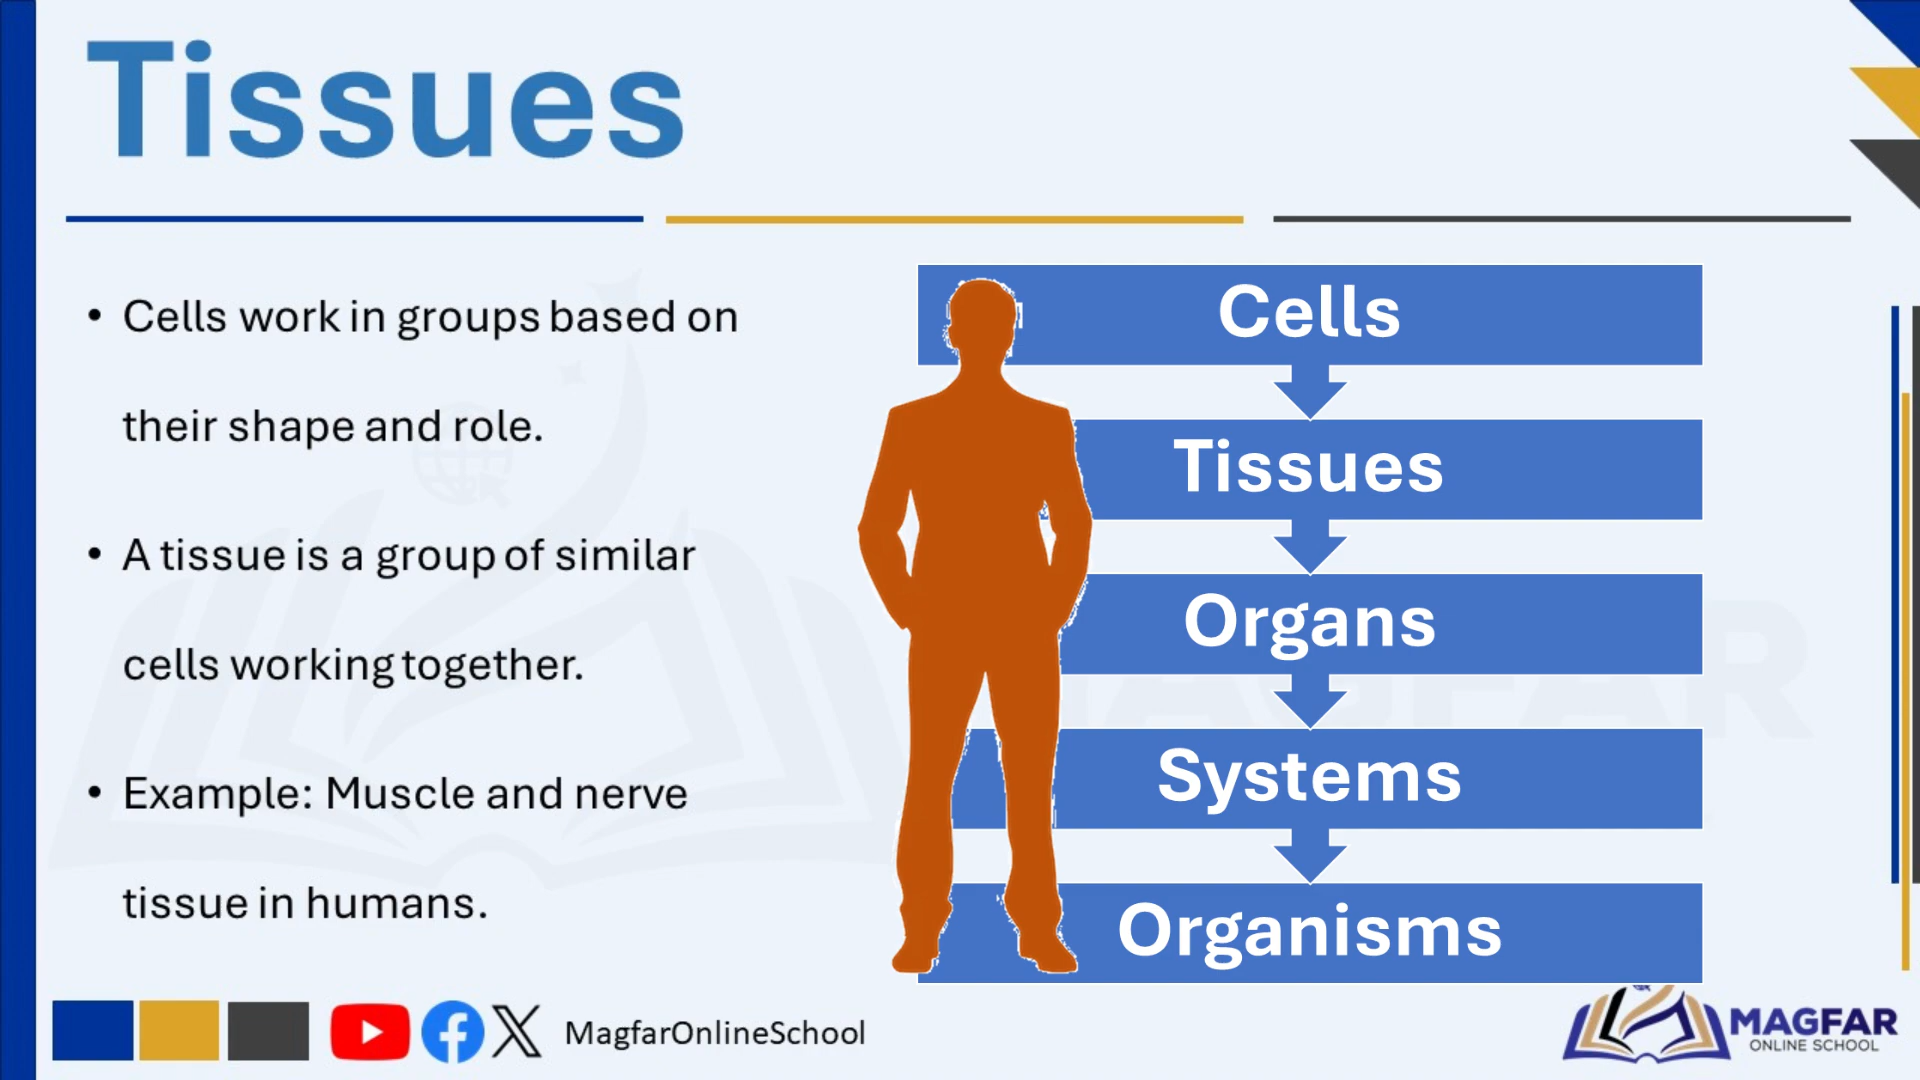 Tissues
• Cells work in groups based on
their shape and role.
• A tissue is a group of similar
cells working together.
• Example: Muscle and nerve
tissue in humans.
Cells
Tissues
Organs
Systems
Organisms
MagfarOnlineSchool
MAGFAR
ONLINE SCHOOL